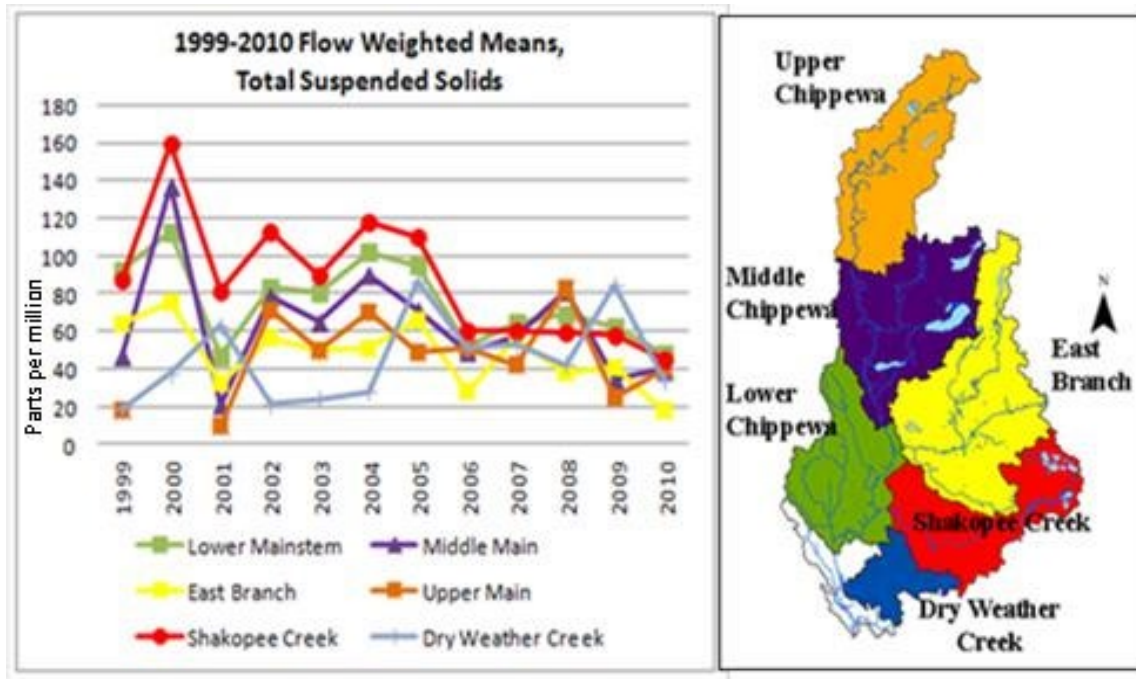 1999-2010 Flow Weighted Means,
Total Suspended Solids
Parts per million
180
160
140
120
100
80
60
40
20
0
1999
2000
2001
2002
2003
2004
2005
2006
2007
2008
2009
2010
Lower Mainstem
Middle Main
East Branch
Upper Main
Shakopee Creek
Dry Weather Creek
Upper
Chippewa
Middle
Chippewa
N
East
Branch
Lower
Chippewa
Shakopee Creek
Dry Weather
Creek